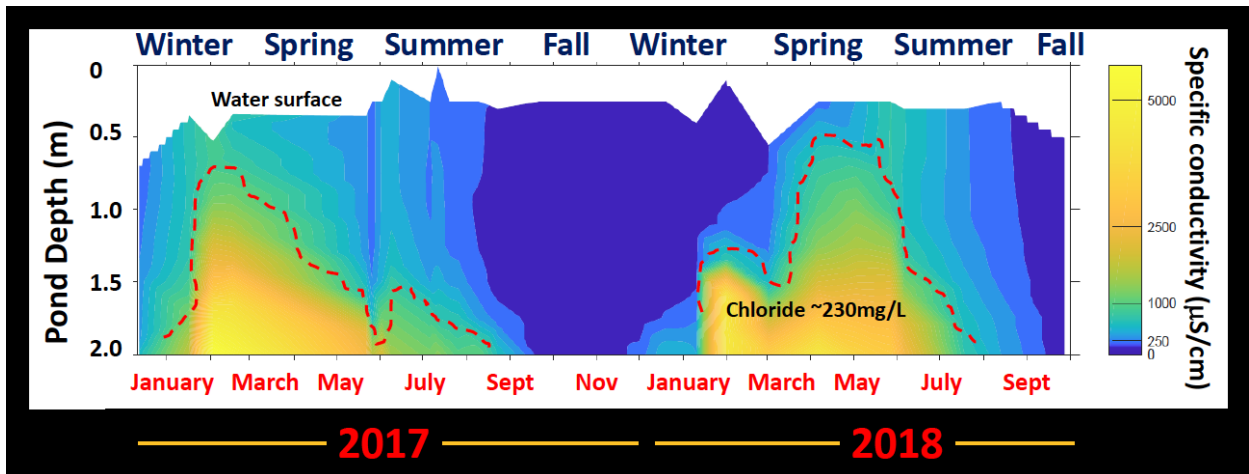 Winter Spring Summer Fall Winter Spring Summer Fall
0
Water surface
0.5
1.0
1.5
2.0
Pond Depth (m)
Chloride ~230mg/L
5000
2500
1000
250
0
Specific conductivity (µS/cm)
January March May July Sept Nov January March May July Sept
2017 2018